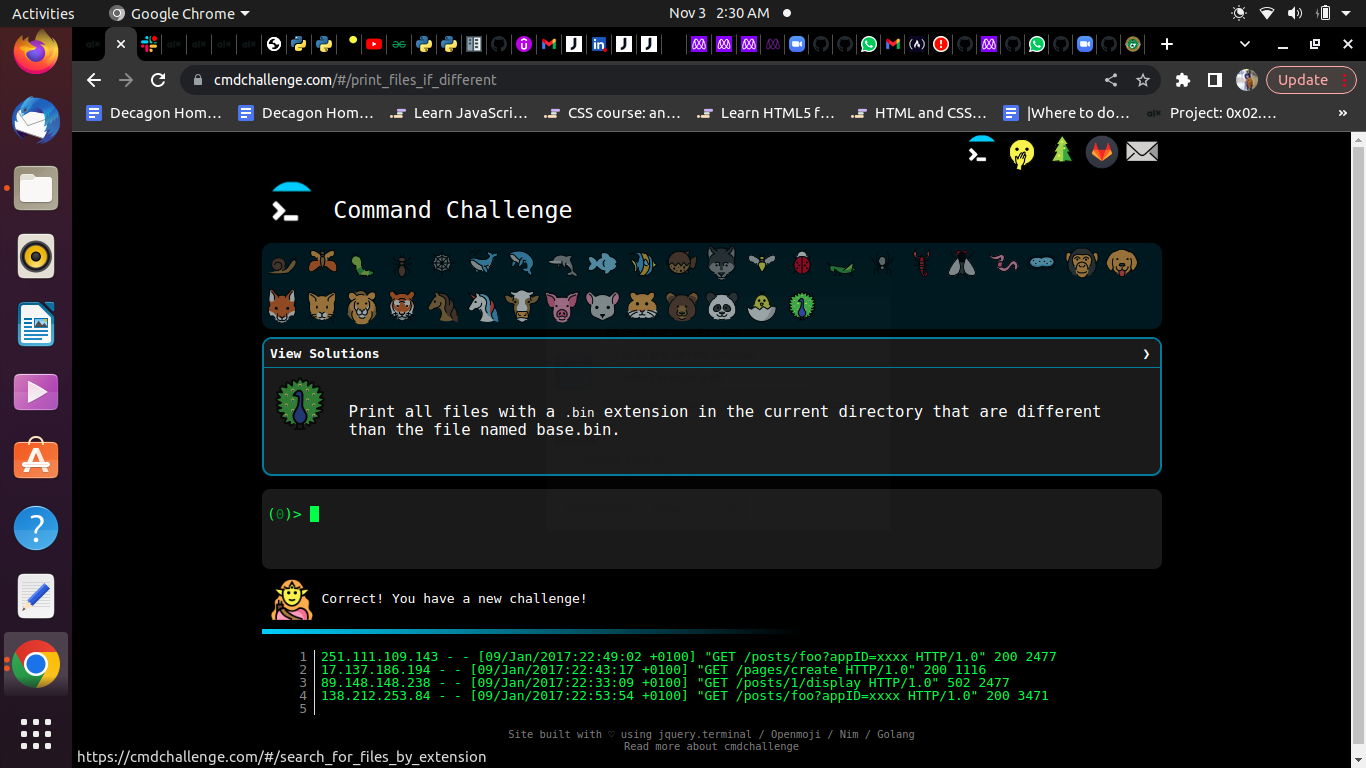 Activities
Google Chrome
Nov 3 2:30 AM
cmdchallenge.com/#/print_files_if_different
Update
Decagon Hom…
Decagon Hom…
Learn JavaScri…
CSS course: an…
Learn HTML5 f…
HTML and CSS…
|Where to do…
Project: 0x02.…
»
Command Challenge
View Solutions
❯
Print all files with a .bin extension in the current directory that are different
than the file named base.bin.
(0)>
Correct! You have a new challenge!
1 251.111.109.143 - - [09/Jan/2017:22:49:02 +0100] "GET /posts/foo?appID=xxxx HTTP/1.0" 200 2477
2 17.137.186.194 - - [09/Jan/2017:22:43:17 +0100] "GET /pages/create HTTP/1.0" 200 1116
3 89.148.148.238 - - [09/Jan/2017:22:33:09 +0100] "GET /posts/1/display HTTP/1.0" 502 2477
4 138.212.253.84 - - [09/Jan/2017:22:53:54 +0100] "GET /posts/foo?appID=xxxx HTTP/1.0" 200 3471
5
Site built with ♡ using jquery.terminal / Openmoji / Nim / Golang
Read more about cmdchallenge
https://cmdchallenge.com/#/search_for_files_by_extension